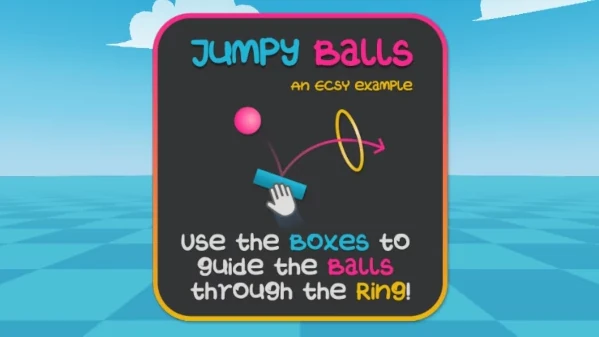 Jumpy Balls
An ECSY example
Use the Boxes to
guide the Balls
through the Ring!